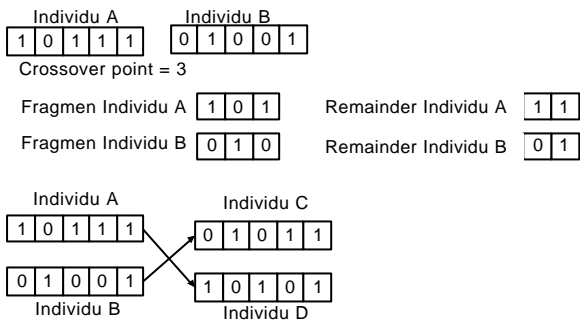 Individu A Individu B
1 0 1 1 1 0 1 0 0 1
Crossover point = 3
Fragmen Individu A 1 0 1 Remainder Individu A 1 1
Fragmen Individu B 0 1 0 Remainder Individu B 0 1
Individu A Individu C
1 0 1 1 1 0 1 0 1 1
0 1 0 0 1 1 0 1 0 1
Individu B Individu D